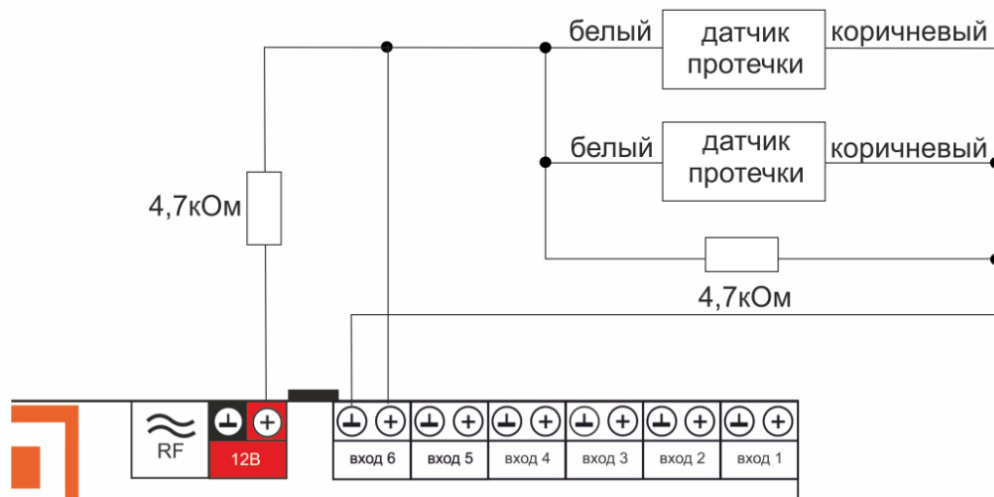 белый
датчик
протечки
коричневый
белый
датчик
протечки
коричневый
4,7кОм
4,7кОм
RF
12В
вход 6
вход 5
вход 4
вход 3
вход 2
вход 1